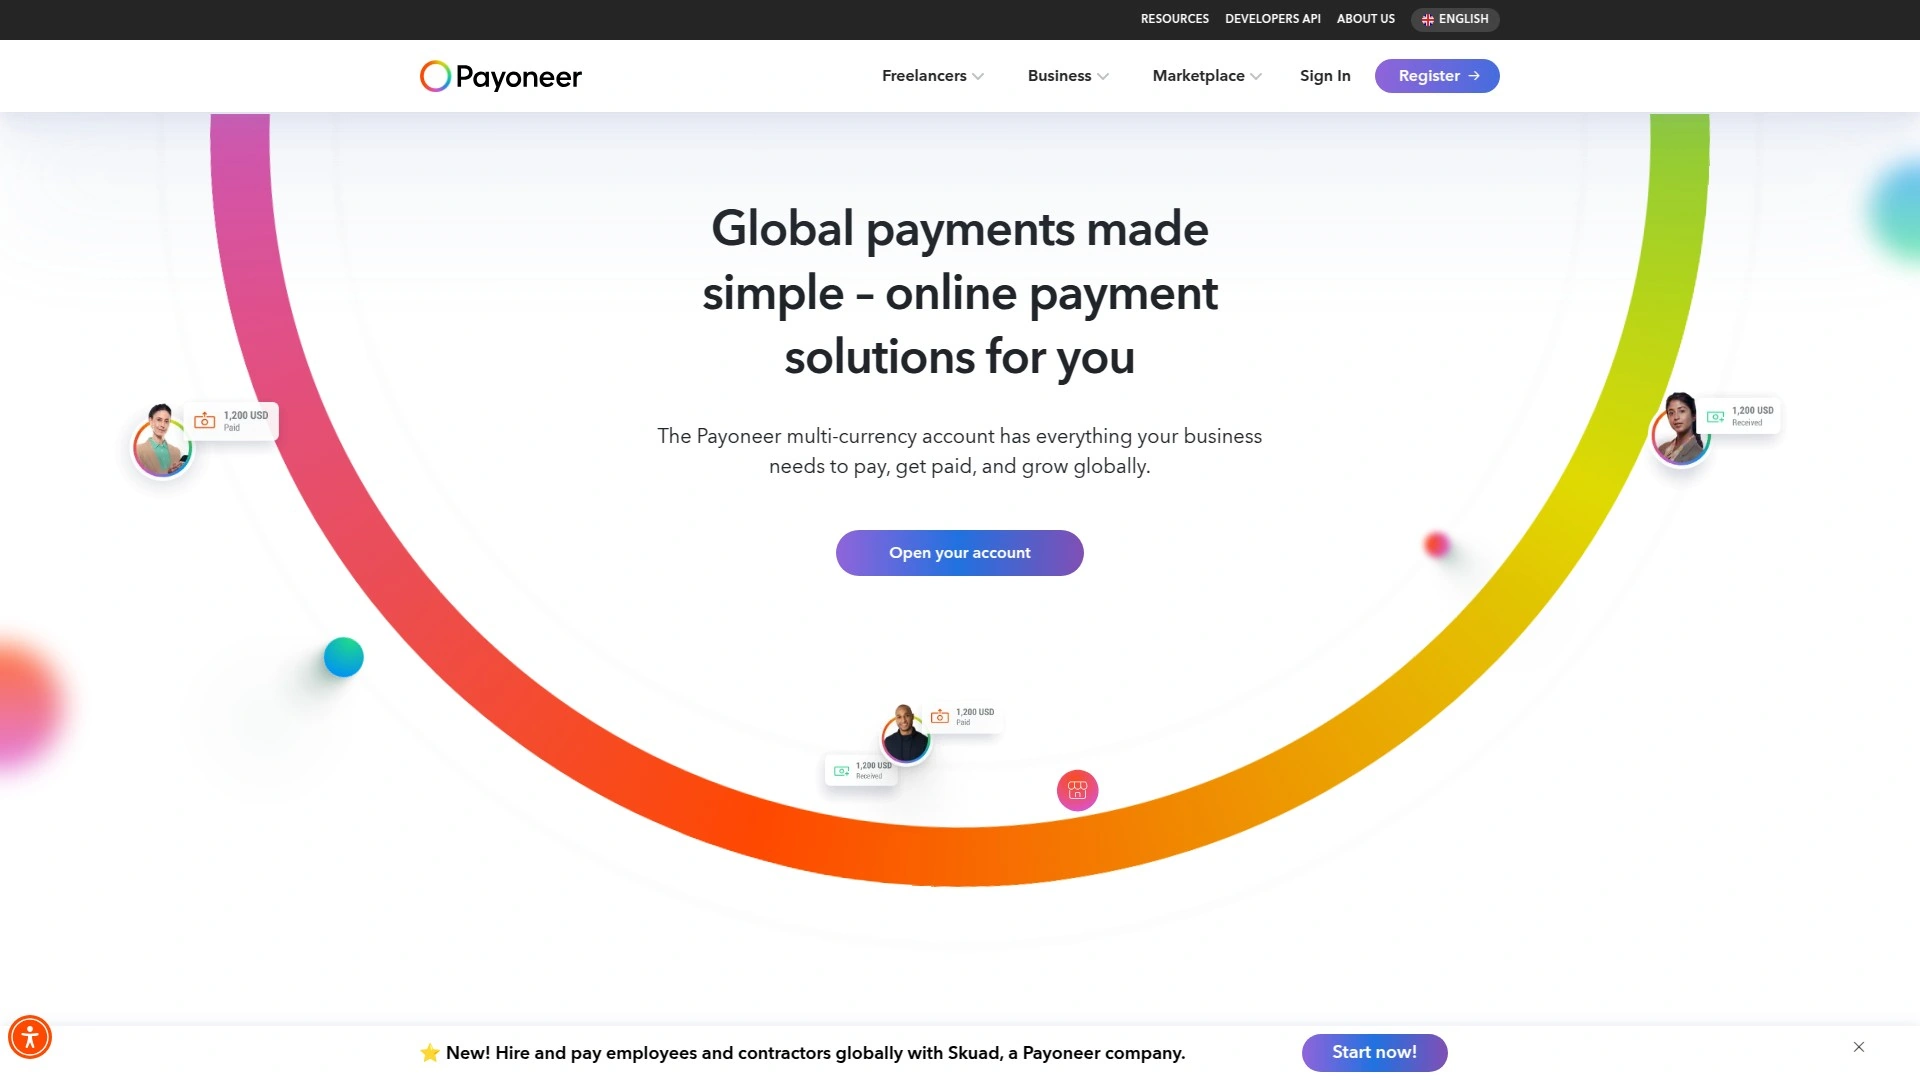 RESOURCES DEVELOPERS API ABOUT US ENGLISH
Payoneer Freelancers Business Marketplace Sign In Register
Global payments made
simple – online payment
solutions for you
The Payoneer multi-currency account has everything your business
needs to pay, get paid, and grow globally.
Open your account
1,200 USD
Paid
1,200 USD
Received
1,200 USD
Paid
1,200 USD
Received
New! Hire and pay employees and contractors globally with Skuad, a Payoneer company.
Start now!